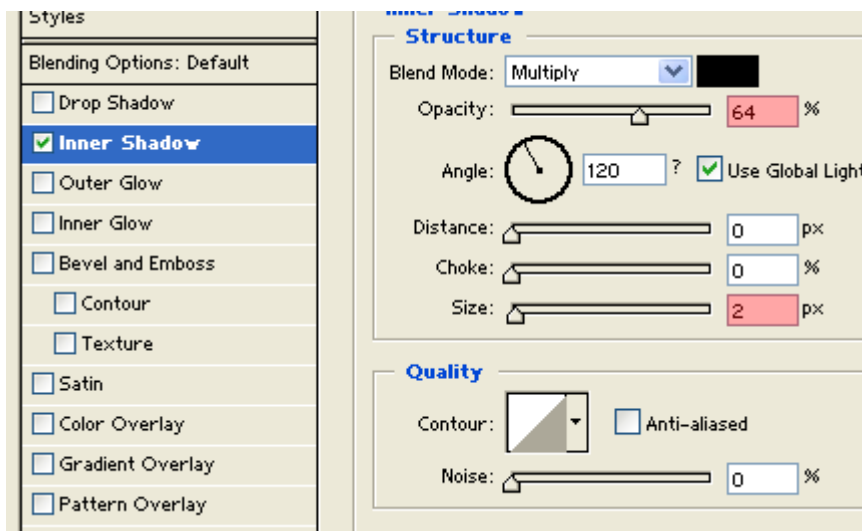 Styles
Blending Options: Default
Drop Shadow
Inner Shadow
Outer Glow
Inner Glow
Bevel and Emboss
Contour
Texture
Satin
Color Overlay
Gradient Overlay
Pattern Overlay
Inner Shadow
Structure
Blend Mode: Multiply
Opacity: 64 %
Angle: 120 ? Use Global Light
Distance: 0 px
Choke: 0 %
Size: 2 px
Quality
Contour: Anti-aliased
Noise: 0 %